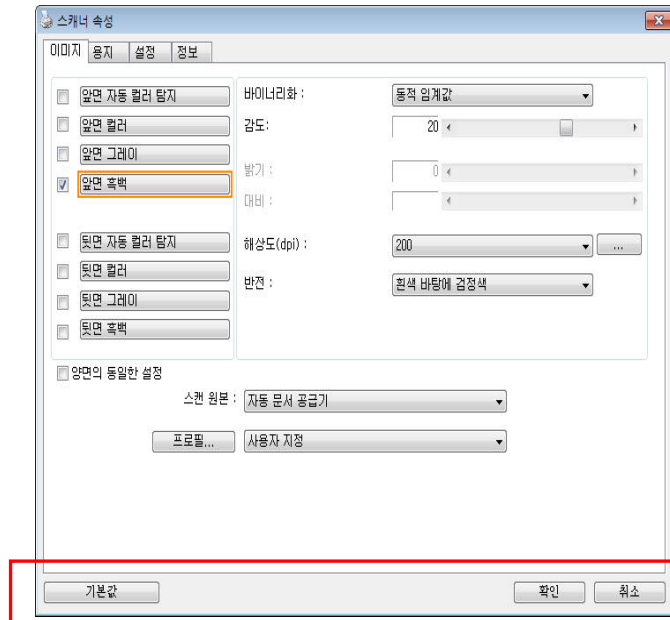 스캐너 속성
이미지 용지 설정 정보
앞면 자동 컬러 탐지
앞면 컬러
앞면 그레이
앞면 흑백
뒷면 자동 컬러 탐지
뒷면 컬러
뒷면 그레이
뒷면 흑백
바이너리화 : 동적 임계값
감도: 20
밝기 : 0
대비 :
해상도(dpi) : 200 ...
반전 : 흰색 바탕에 검정색
양면의 동일한 설정
스캔 원본 : 자동 문서 공급기
프로필... 사용자 지정
기본값 확인 취소